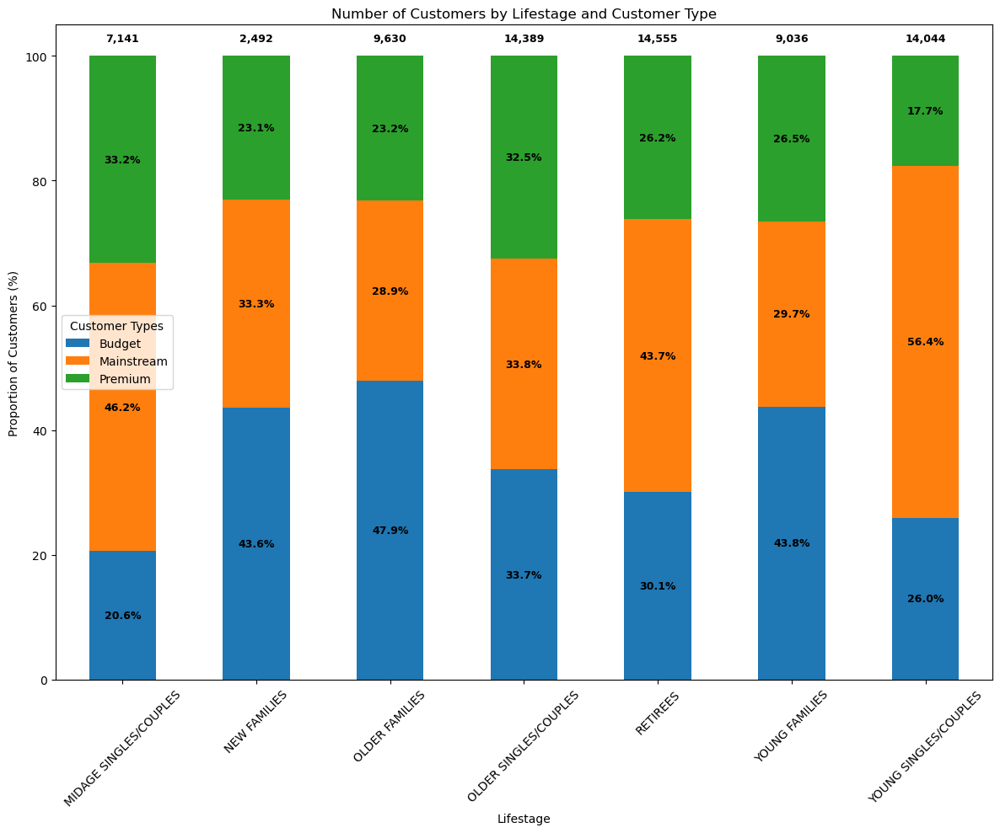 Number of Customers by Lifestage and Customer Type
7,141 2,492 9,630 14,389 14,555 9,036 14,044
Proportion of Customers (%)
100
80
60
40
20
0
33.2% 23.1% 23.2% 32.5% 26.2% 26.5% 17.7%
46.2% 33.3% 28.9% 33.8% 43.7% 29.7% 56.4%
20.6% 43.6% 47.9% 33.7% 30.1% 43.8% 26.0%
Customer Types
Budget
Mainstream
Premium
MIDAGE SINGLES/COUPLES
NEW FAMILIES
OLDER FAMILIES
OLDER SINGLES/COUPLES
RETIREES
YOUNG FAMILIES
YOUNG SINGLES/COUPLES
Lifestage